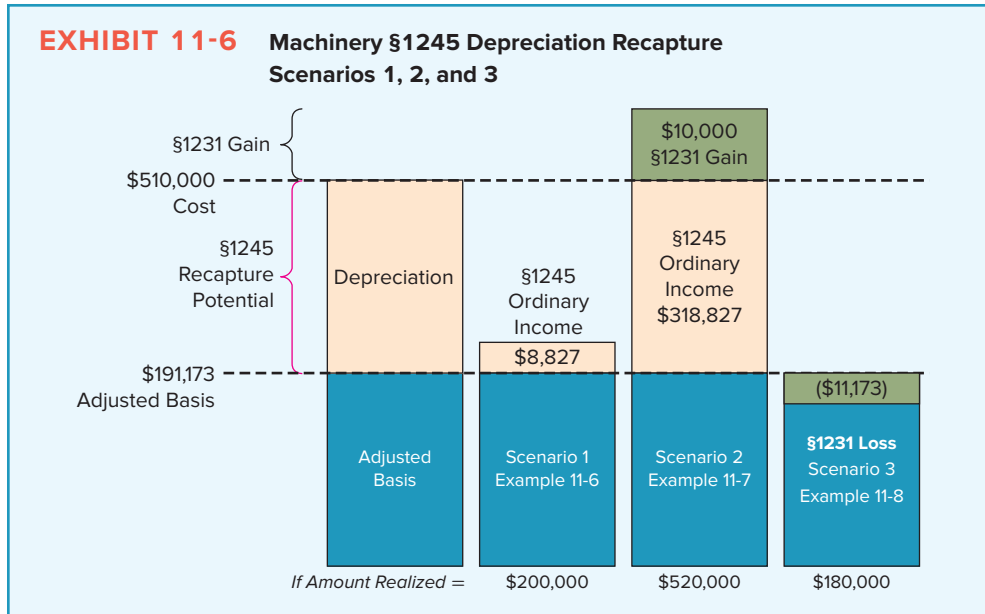 EXHIBIT 11-6 Machinery §1245 Depreciation Recapture
Scenarios 1, 2, and 3
§1231 Gain
$510,000
Cost
§1245
Recapture
Potential
$191,173
Adjusted Basis
Depreciation
Adjusted
Basis
§1245
Ordinary
Income
$8,827
Scenario 1
Example 11-6
$10,000
§1231 Gain
§1245
Ordinary
Income
$318,827
Scenario 2
Example 11-7
($11,173)
§1231 Loss
Scenario 3
Example 11-8
If Amount Realized = $200,000 $520,000 $180,000